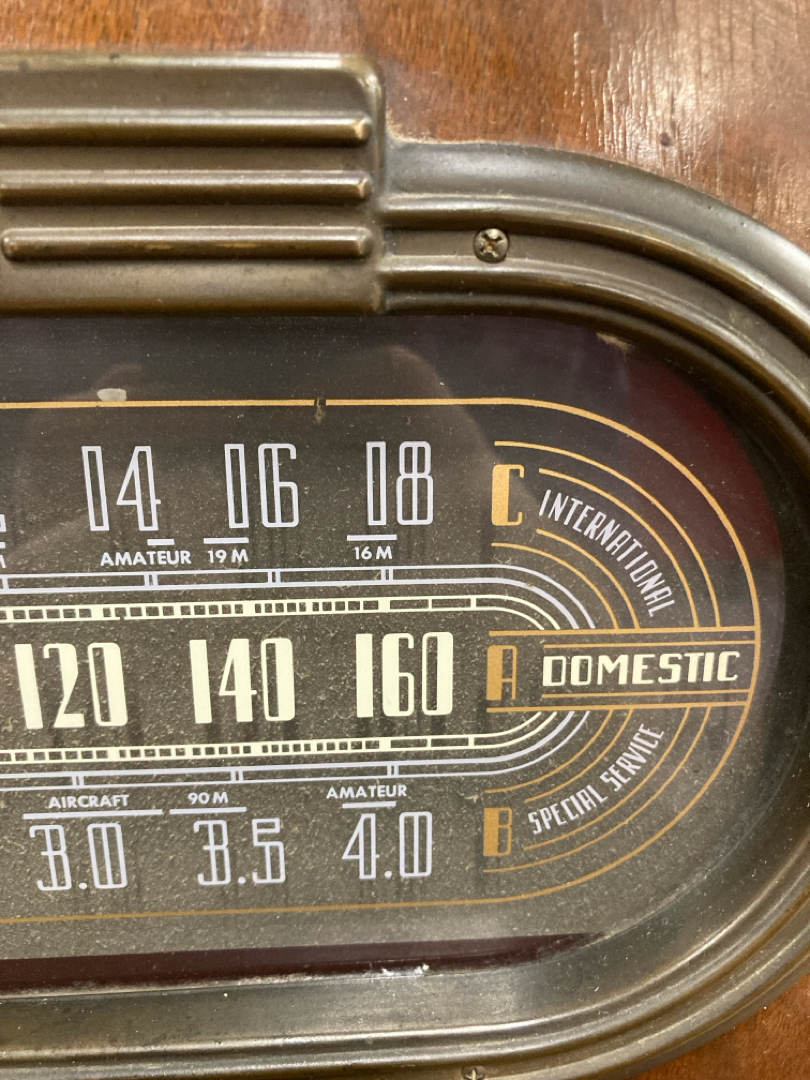 14 16 18 C INTERNATIONAL
AMATEUR 19 M 16 M
120 140 160 A DOMESTIC
AIRCRAFT 90 M AMATEUR
3.0 3.5 4.0 B SPECIAL SERVICE